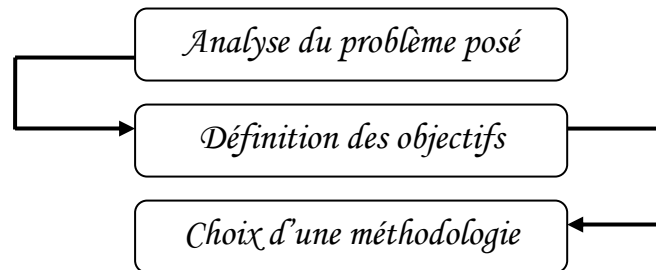 Analyse du problème posé
Définition des objectifs
Choix d'une méthodologie